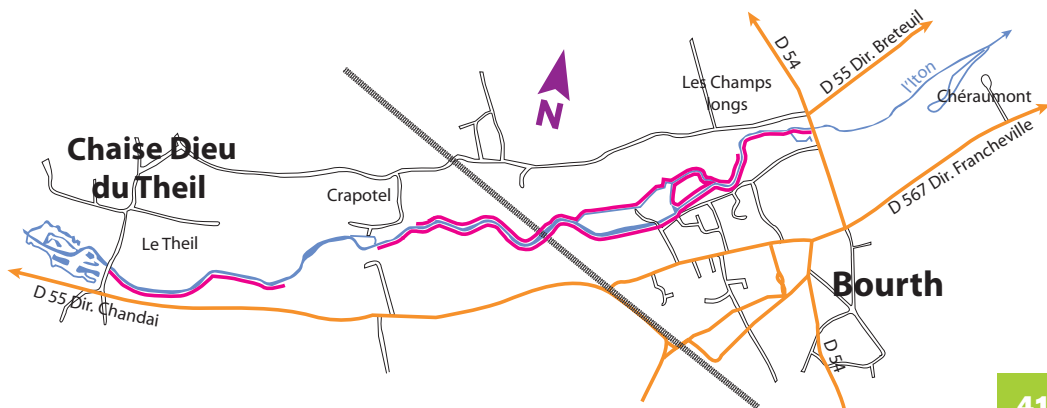 D 54
D 55 Dir. Breteuil
l'Iton
Les Champs
longs
Chéraumont
N
Chaise Dieu
du Theil
D 567 Dir. Francheville
Crapotel
Le Theil
Bourth
D 55 Dir. Chandai
D 54
41